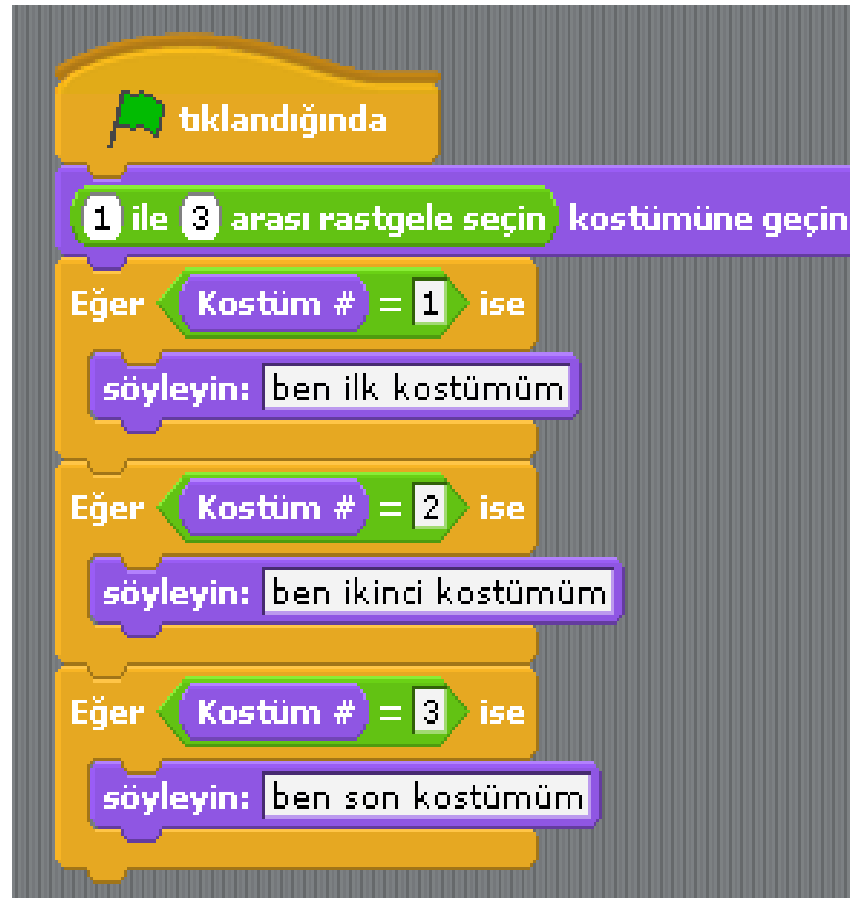 tıklandığında
1 ile 3 arası rastgele seçin kostümüne geçin
Eğer Kostüm # = 1 ise
söyleyin: ben ilk kostümüm
Eğer Kostüm # = 2 ise
söyleyin: ben ikinci kostümüm
Eğer Kostüm # = 3 ise
söyleyin: ben son kostümüm